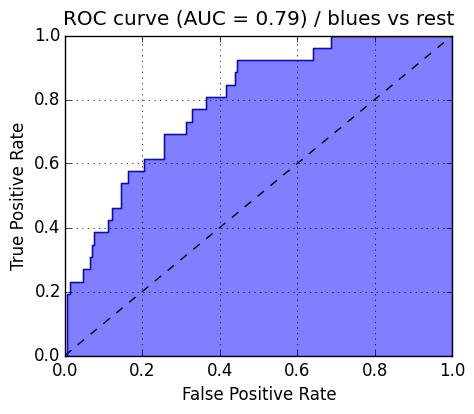 ROC curve (AUC = 0.79) / blues vs rest
True Positive Rate
1.0
0.8
0.6
0.4
0.2
0.0
0.0 0.2 0.4 0.6 0.8 1.0
False Positive Rate